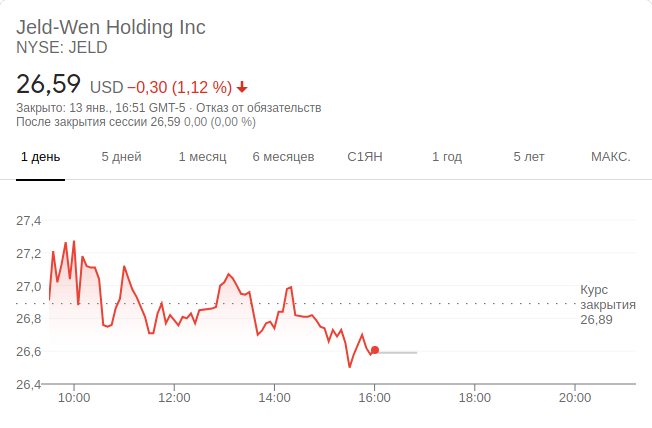 Jeld-Wen Holding Inc
NYSE: JELD
26,59 USD −0,30 (1,12 %) ↓
Закрыто: 13 янв., 16:51 GMT-5 · Отказ от обязательств
После закрытия сессии 26,59 0,00 (0,00 %)
1 день 5 дней 1 месяц 6 месяцев С1ЯН 1 год 5 лет МАКС.
27,4
27,2
27,0
26,8
26,6
26,4
Курс
закрытия
26,89
10:00 12:00 14:00 16:00 18:00 20:00